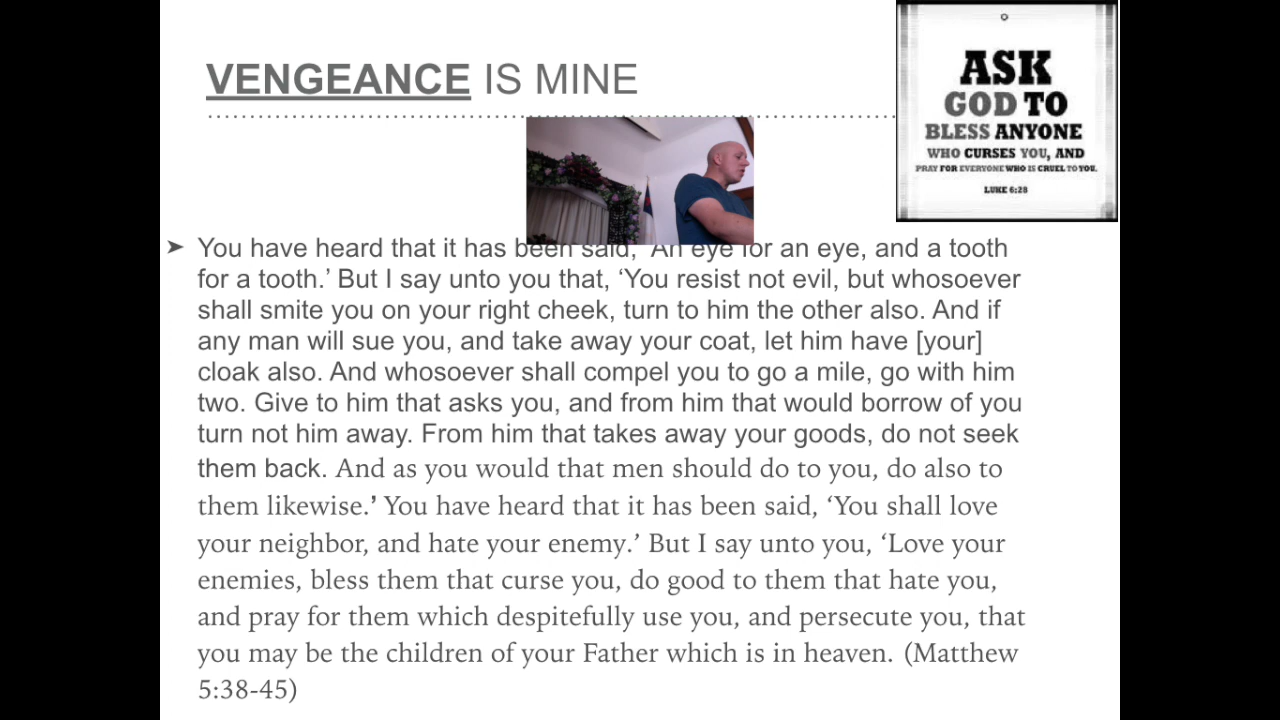 VENGEANCE IS MINE
ASK
GOD TO
BLESS ANYONE
WHO CURSES YOU, AND
PRAY FOR EVERYONE WHO IS CRUEL TO YOU.
LUKE 6:28
➤ You have heard that it has been said, ‘An eye for an eye, and a tooth
for a tooth.’ But I say unto you that, ‘You resist not evil, but whosoever
shall smite you on your right cheek, turn to him the other also. And if
any man will sue you, and take away your coat, let him have [your]
cloak also. And whosoever shall compel you to go a mile, go with him
two. Give to him that asks you, and from him that would borrow of you
turn not him away. From him that takes away your goods, do not seek
them back. And as you would that men should do to you, do also to
them likewise.’ You have heard that it has been said, ‘You shall love
your neighbor, and hate your enemy.’ But I say unto you, ‘Love your
enemies, bless them that curse you, do good to them that hate you,
and pray for them which despitefully use you, and persecute you, that
you may be the children of your Father which is in heaven. (Matthew
5:38-45)